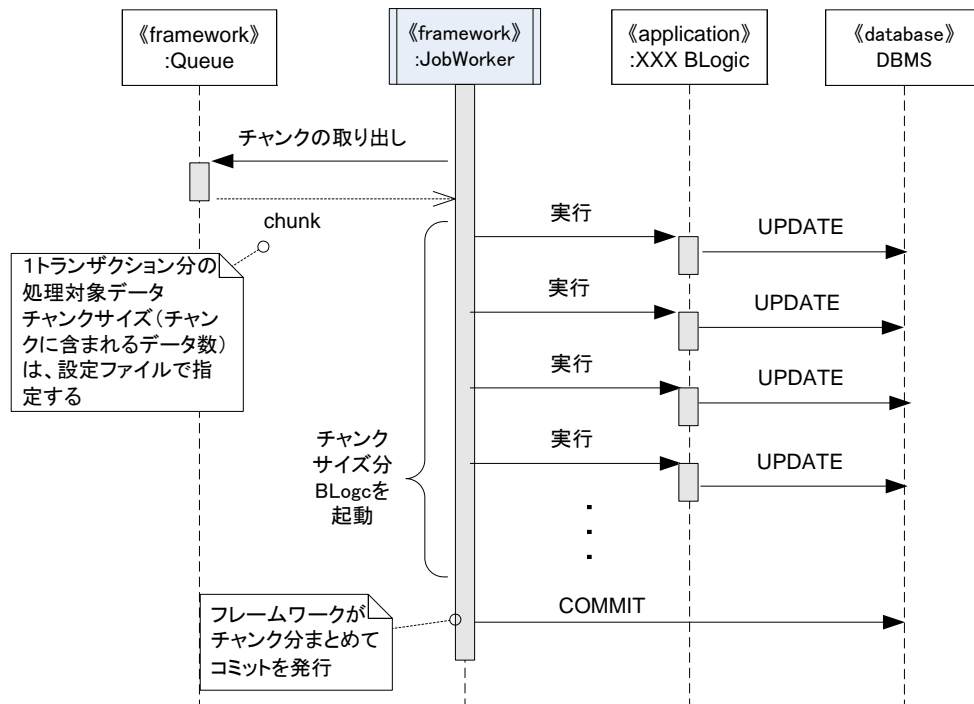 《framework》
:Queue
《framework》
:JobWorker
《application》
:XXX BLogic
《database》
DBMS
チャンクの取り出し
chunk
実行
UPDATE
1トランザクション分の
処理対象データ
チャンクサイズ(チャン
クに含まれるデータ数)
は、設定ファイルで指
定する
実行
UPDATE
実行
UPDATE
チャンク
サイズ分
BLogcを
起動
実行
UPDATE
フレームワークが
チャンク分まとめて
コミットを発行
COMMIT